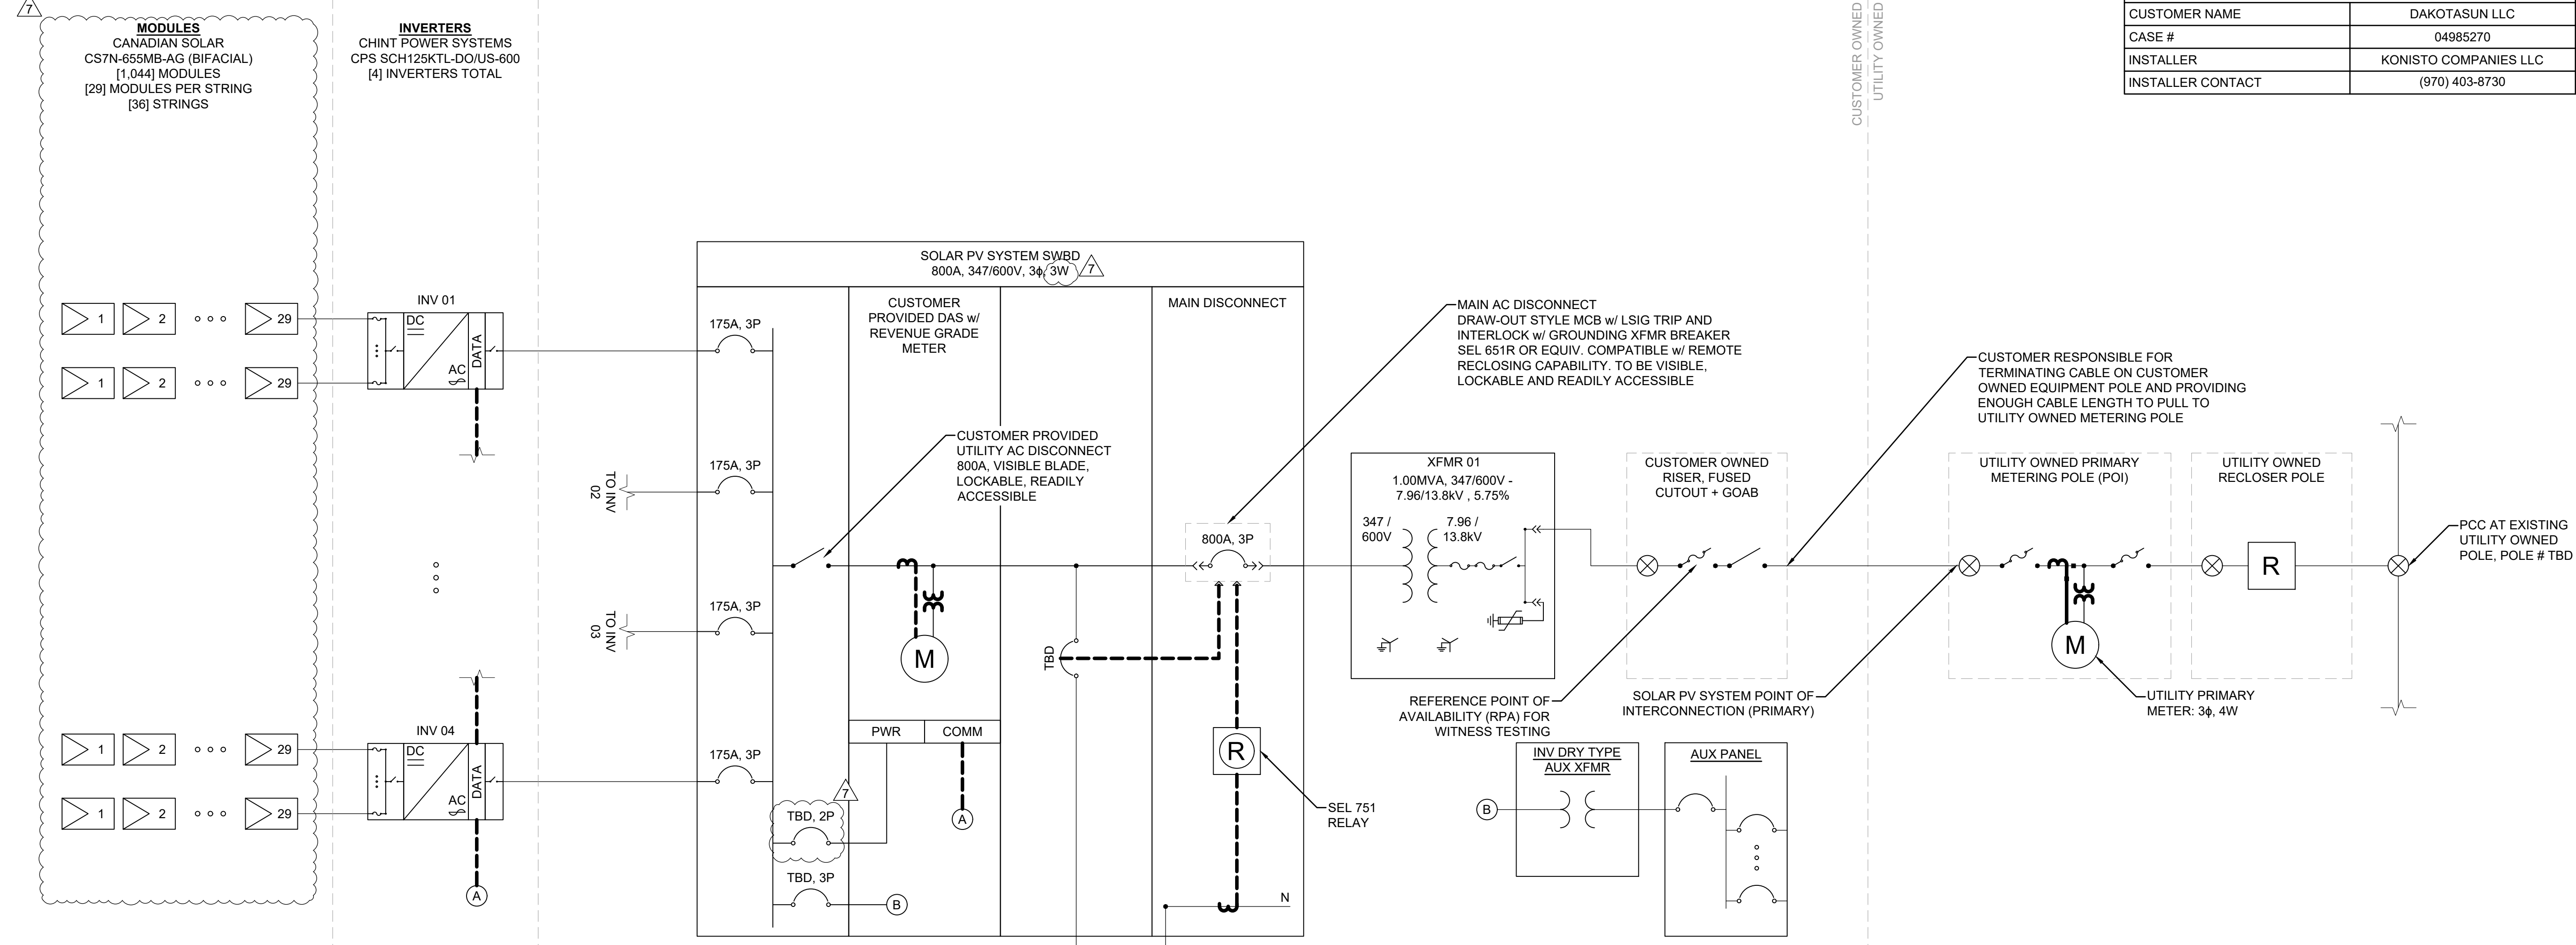 7
MODULES
CANADIAN SOLAR
CS7N-655MB-AG (BIFACIAL)
[1,044] MODULES
[29] MODULES PER STRING
[36] STRINGS
INVERTERS
CHINT POWER SYSTEMS
CPS SCH125KTL-DO/US-600
[4] INVERTERS TOTAL
CUSTOMER OWNED
UTILITY OWNED
CUSTOMER NAME DAKOTASUN LLC
CASE # 04985270
INSTALLER KONISTO COMPANIES LLC
INSTALLER CONTACT (970) 403-8730
1 2 29
1 2 29
INV 01
DC
AC
DATA
1 2 29
1 2 29
INV 04
DC
AC
DATA
A
TO INV
02
TO INV
03
SOLAR PV SYSTEM SWBD
800A, 347/600V, 3ϕ, 3W
7
175A, 3P
175A, 3P
175A, 3P
175A, 3P
7
TBD, 2P
TBD, 3P
B
CUSTOMER
PROVIDED DAS w/
REVENUE GRADE
METER
M
PWR
COMM
A
CUSTOMER PROVIDED
UTILITY AC DISCONNECT
800A, VISIBLE BLADE,
LOCKABLE, READILY
ACCESSIBLE
TBD
MAIN DISCONNECT
800A, 3P
R
N
SEL 751
RELAY
MAIN AC DISCONNECT
DRAW-OUT STYLE MCB w/ LSIG TRIP AND
INTERLOCK w/ GROUNDING XFMR BREAKER
SEL 651R OR EQUIV. COMPATIBLE w/ REMOTE
RECLOSING CAPABILITY. TO BE VISIBLE,
LOCKABLE AND READILY ACCESSIBLE
XFMR 01
1.00MVA, 347/600V -
7.96/13.8kV , 5.75%
347 /
600V
7.96 /
13.8kV
CUSTOMER OWNED
RISER, FUSED
CUTOUT + GOAB
REFERENCE POINT OF
AVAILABILITY (RPA) FOR
WITNESS TESTING
SOLAR PV SYSTEM POINT OF
INTERCONNECTION (PRIMARY)
INV DRY TYPE
AUX XFMR
B
AUX PANEL
CUSTOMER RESPONSIBLE FOR
TERMINATING CABLE ON CUSTOMER
OWNED EQUIPMENT POLE AND PROVIDING
ENOUGH CABLE LENGTH TO PULL TO
UTILITY OWNED METERING POLE
UTILITY OWNED PRIMARY
METERING POLE (POI)
M
UTILITY PRIMARY
METER: 3ϕ, 4W
UTILITY OWNED
RECLOSER POLE
R
PCC AT EXISTING
UTILITY OWNED
POLE, POLE # TBD